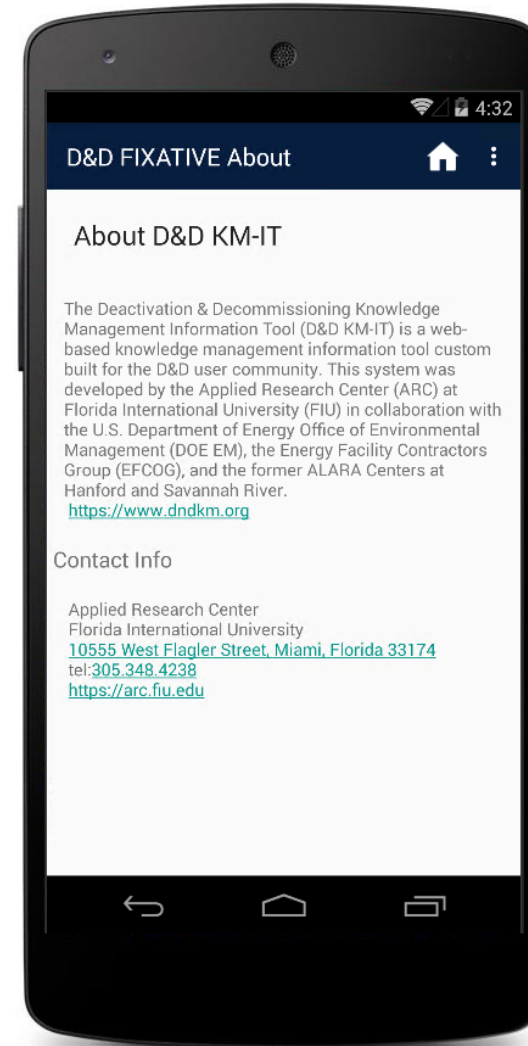 4:32
D&D FIXATIVE About
About D&D KM-IT
The Deactivation & Decommissioning Knowledge
Management Information Tool (D&D KM-IT) is a web-
based knowledge management information tool custom
built for the D&D user community. This system was
developed by the Applied Research Center (ARC) at
Florida International University (FIU) in collaboration with
the U.S. Department of Energy Office of Environmental
Management (DOE EM), the Energy Facility Contractors
Group (EFCOG), and the former ALARA Centers at
Hanford and Savannah River.
https://www.dndkm.org
Contact Info
Applied Research Center
Florida International University
10555 West Flagler Street, Miami, Florida 33174
tel:305.348.4238
https://arc.fiu.edu